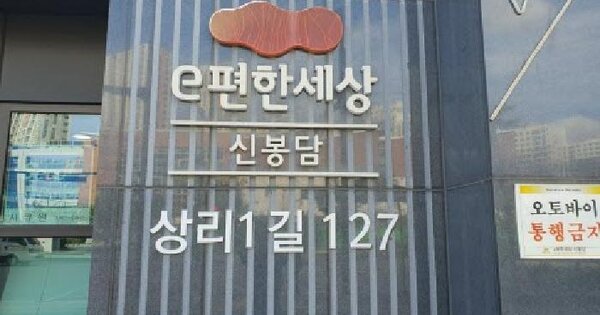 e편한세상
신봉담
상리1길 127
오토바이
통행금지